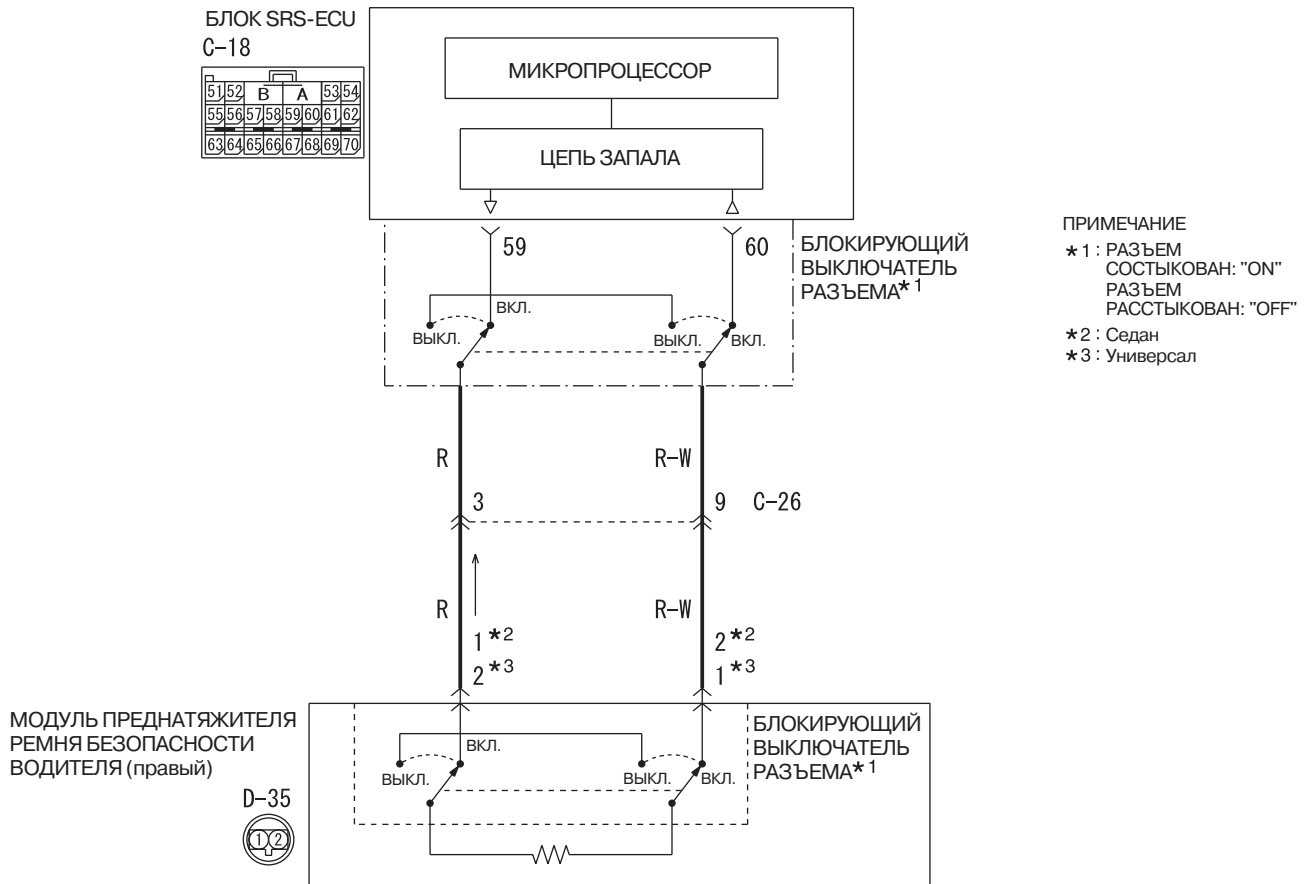 БЛОК SRS-ECU
C-18
51 52 B A 53 54
55 56 57 58 59 60 61 62
63 64 65 66 67 68 69 70
МИКРОПРОЦЕССОР
ЦЕПЬ ЗАПАЛА
59
60
БЛОКИРУЮЩИЙ
ВЫКЛЮЧАТЕЛЬ
РАЗЪЕМА*1
ВКЛ.
ВЫКЛ.
ВЫКЛ.
ВКЛ.
ПРИМЕЧАНИЕ
*1: РАЗЪЕМ
СОСТЫКОВАН: "ON"
РАЗЪЕМ
РАССТЫКОВАН: "OFF"
*2: Седан
*3: Универсал
R
R-W
3
9 C-26
R
R-W
1*2
2*2
2*3
1*3
МОДУЛЬ ПРЕДНАТЯЖИТЕЛЯ
РЕМНЯ БЕЗОПАСНОСТИ
ВОДИТЕЛЯ (правый)
D-35
1 2
БЛОКИРУЮЩИЙ
ВЫКЛЮЧАТЕЛЬ
РАЗЪЕМА*1
ВКЛ.
ВЫКЛ.
ВЫКЛ.
ВКЛ.